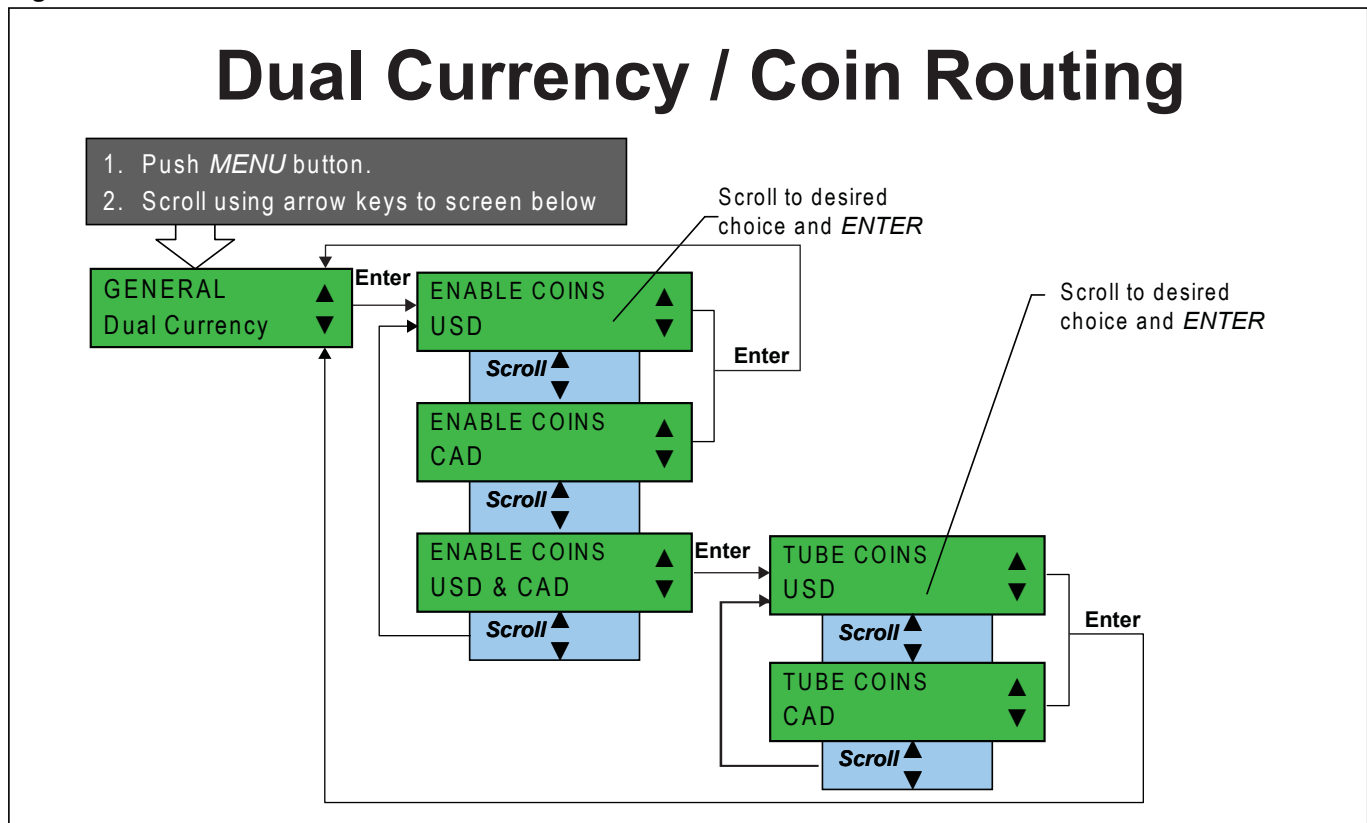 Dual Currency / Coin Routing
1. Push MENU button.
2. Scroll using arrow keys to screen below
Scroll to desired
choice and ENTER
GENERAL
Dual Currency
Enter
ENABLE COINS
USD
Scroll
ENABLE COINS
CAD
Enter
Scroll
ENABLE COINS
USD & CAD
Scroll
Enter
Scroll to desired
choice and ENTER
TUBE COINS
USD
Scroll
TUBE COINS
CAD
Scroll
Enter